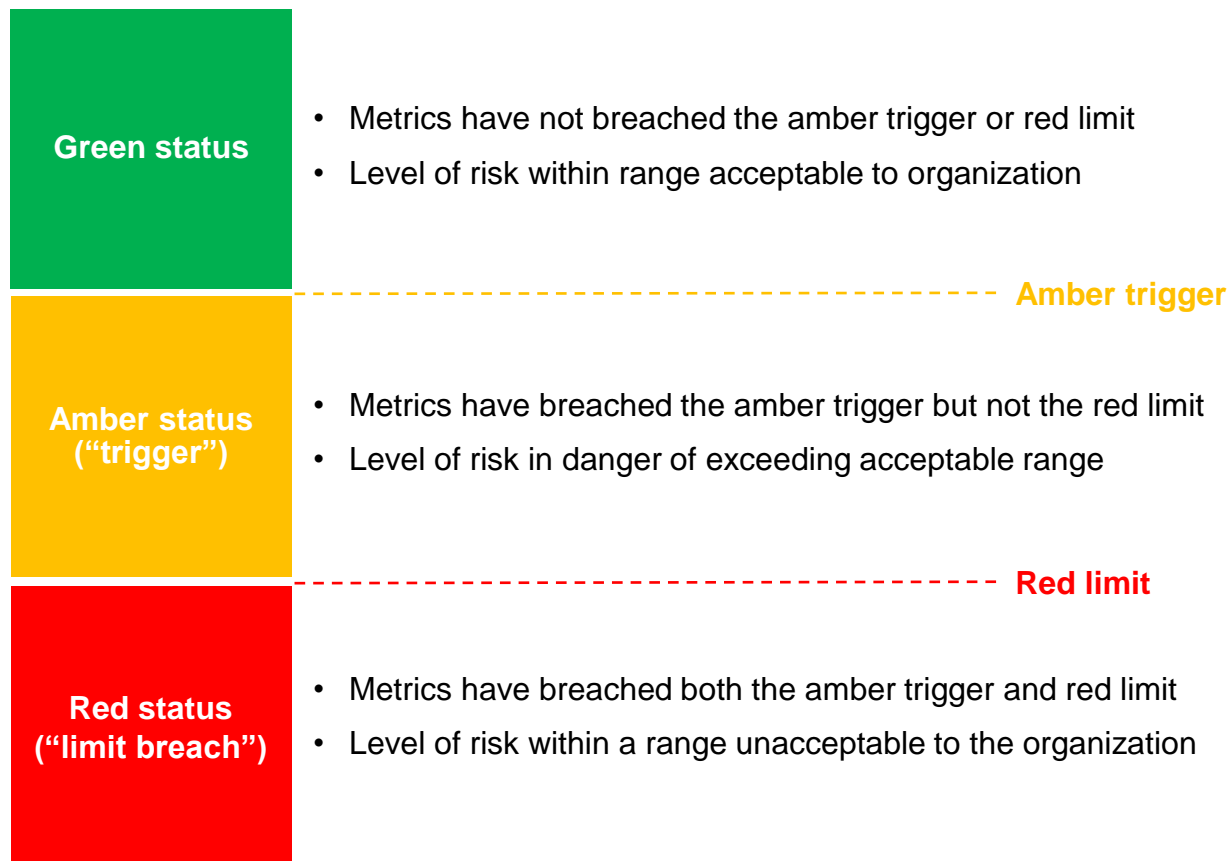 Green status
• Metrics have not breached the amber trigger or red limit
• Level of risk within range acceptable to organization
Amber trigger
Amber status
(“trigger”)
• Metrics have breached the amber trigger but not the red limit
• Level of risk in danger of exceeding acceptable range
Red limit
Red status
(“limit breach”)
• Metrics have breached both the amber trigger and red limit
• Level of risk within a range unacceptable to the organization